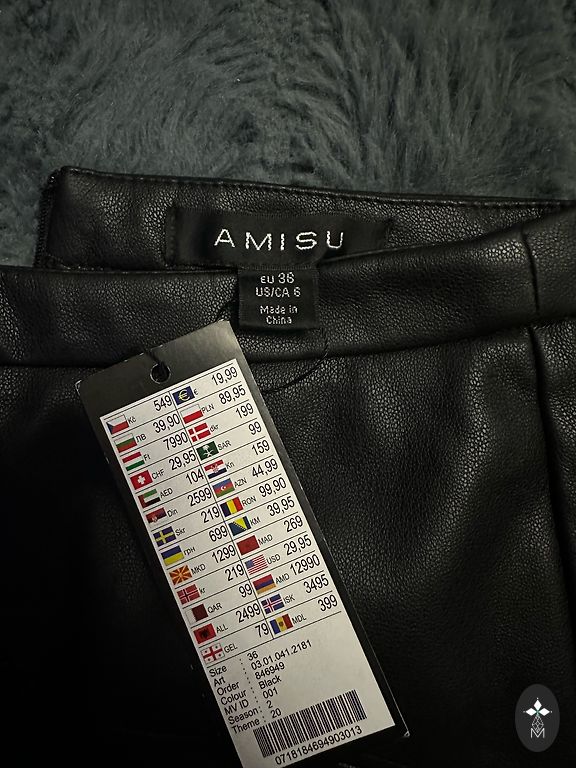 AMISU
EU 36
US/CA 6
Made in
China
Kč 549 € 19,99
ЛВ 39,90 PLN 89,95
Ft 7990 dkr 199
CHF 29,95 SAR 99
AED 104 Kn 159
Din 2599 AZN 44,99
Skr 219 RON 99,90
грн 699 KM 39,95
MKD 1299 MAD 269
kr 219 USD 29,95
QAR 99 AMD 12990
ALL 2499 ISK 3495
GEL 79 MDL 399
Size : 36
Art : 03.01.041.2181
Order : 846949
Colour : Black
MV ID : 001
Season : 2
Theme : 20
0718184694903013
M